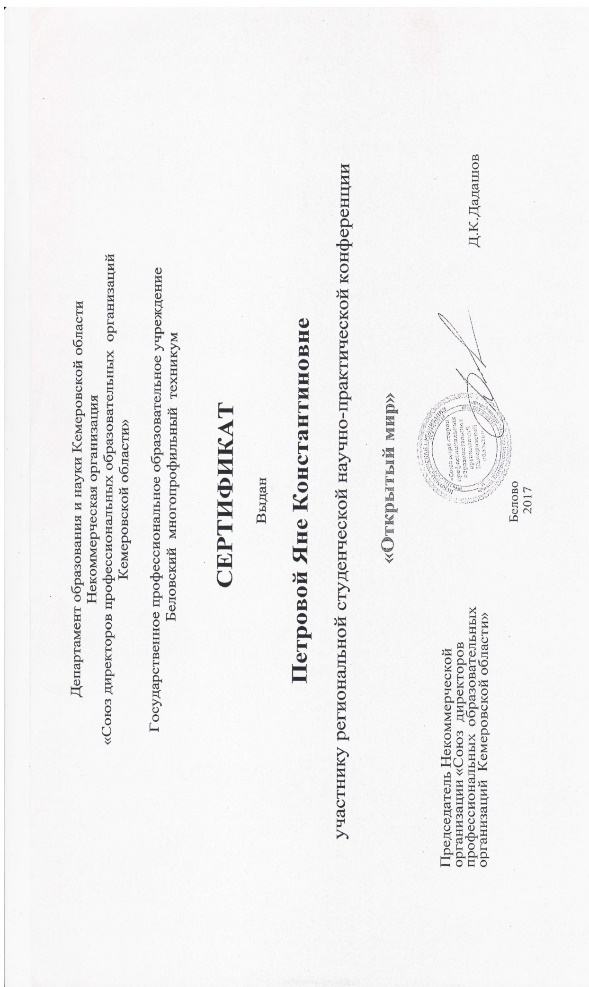 Департамент образования и науки Кемеровской области
Некоммерческая организация
«Союз директоров профессиональных образовательных организаций
Кемеровской области»
Государственное профессиональное образовательное учреждение
Беловский многопрофильный техникум
СЕРТИФИКАТ
Выдан
Петровой Яне Константиновне
участнику региональной студенческой научно-практической конференции
«Открытый мир»
Председатель Некоммерческой
организации «Союз директоров
профессиональных образовательных
организаций Кемеровской области»
Д.К.Дадашов
Белово
2017